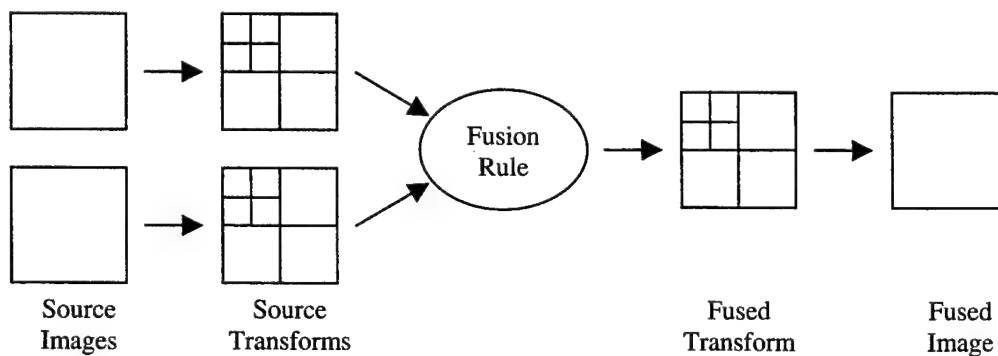 Fusion
Rule
Source
Images
Source
Transforms
Fused
Transform
Fused
Image